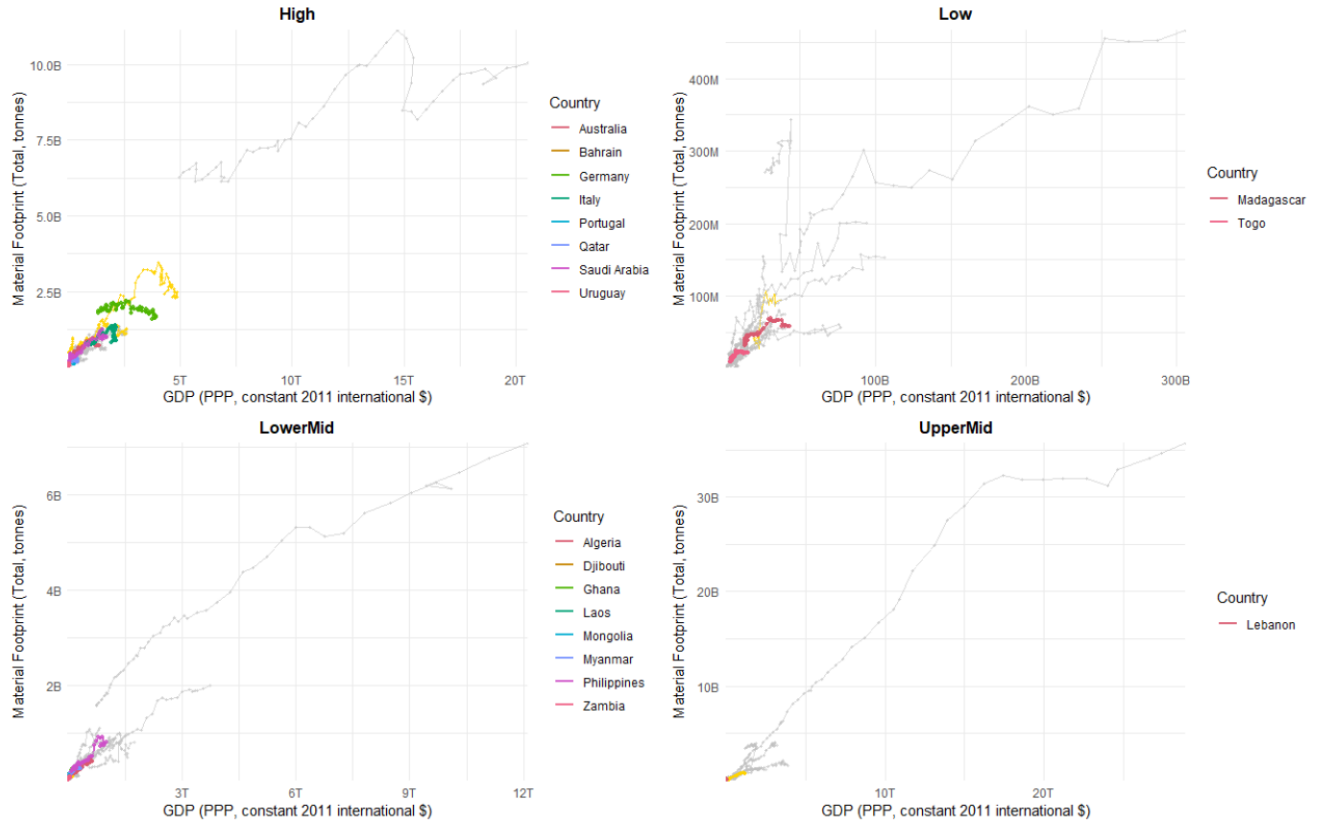 High
Material Footprint (Total, tonnes)
10.0B
7.5B
5.0B
2.5B
5T
10T
15T
20T
GDP (PPP, constant 2011 international $)
Country
Australia
Bahrain
Germany
Italy
Portugal
Qatar
Saudi Arabia
Uruguay
Low
Material Footprint (Total, tonnes)
400M
300M
200M
100M
100B
200B
300B
GDP (PPP, constant 2011 international $)
Country
Madagascar
Togo
LowerMid
Material Footprint (Total, tonnes)
6B
4B
2B
3T
6T
9T
12T
GDP (PPP, constant 2011 international $)
Country
Algeria
Djibouti
Ghana
Laos
Mongolia
Myanmar
Philippines
Zambia
UpperMid
Material Footprint (Total, tonnes)
30B
20B
10B
10T
20T
GDP (PPP, constant 2011 international $)
Country
Lebanon